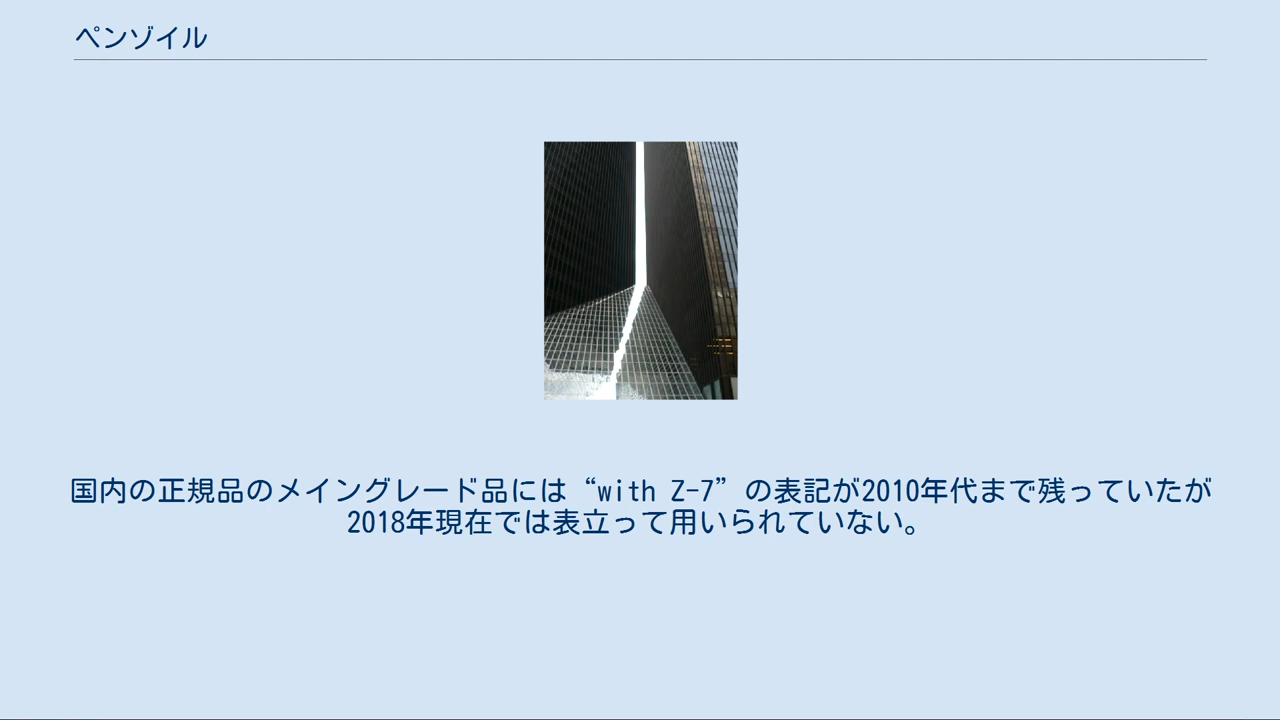 ペンゾイル
国内の正規品のメイングレード品には“with Z-7”の表記が2010年代まで残っていたが
2018年現在では表立って用いられていない。